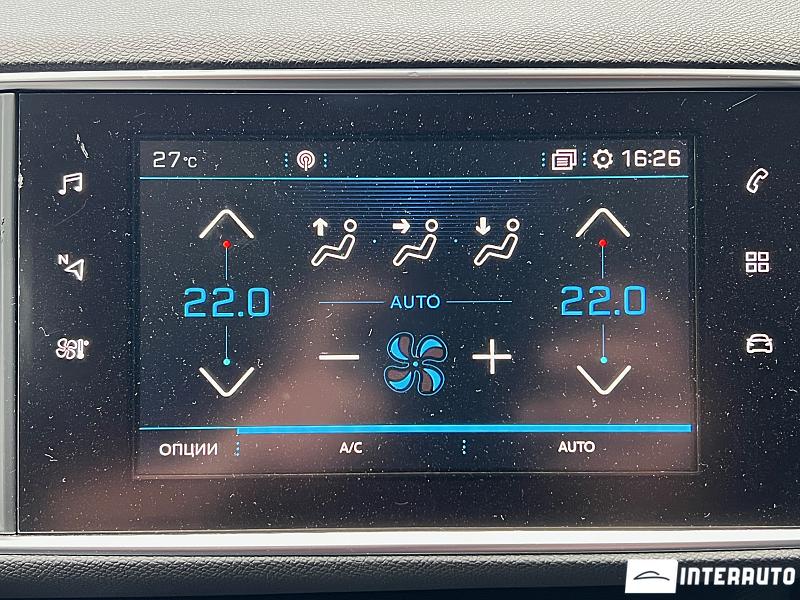 27°C 16:26
N
22.0 AUTO 22.0
ОПЦИИ A/C AUTO
INTERAUTO